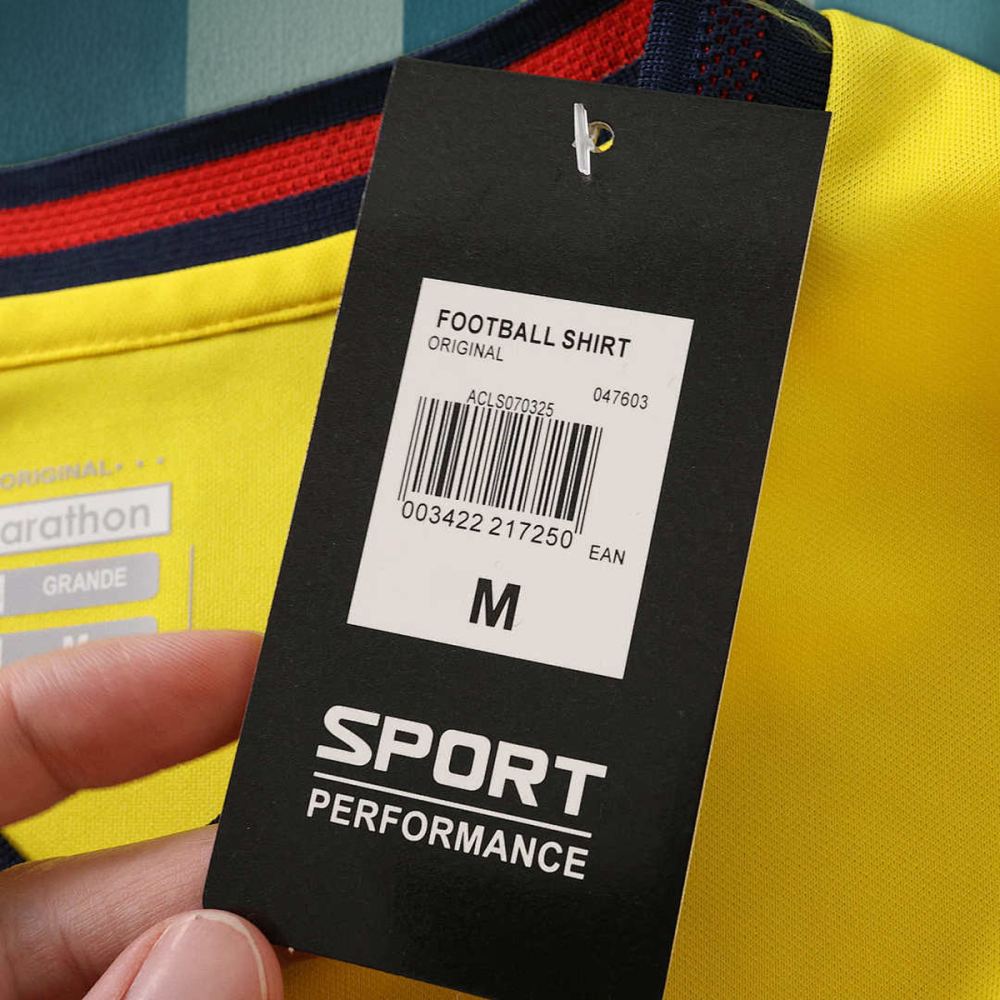 FOOTBALL SHIRT
ORIGINAL
ACLS070325
047603
003422 217250
EAN
M
SPORT
PERFORMANCE
ORIGINAL
arathon
GRANDE